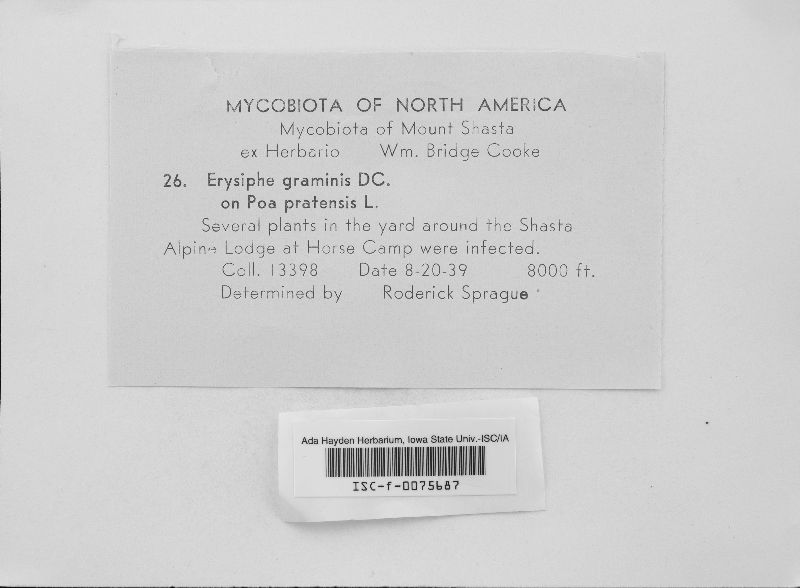 MYCOBIOTA OF NORTH AMERICA
Mycobiota of Mount Shasta
ex Herbario Wm. Bridge Cooke
26. Erysiphe graminis DC.
on Poa pratensis L.
Several plants in the yard around the Shasta
Alpine Lodge at Horse Camp were infected.
Coll. 13398 Date 8-20-39 8000 ft.
Determined by Roderick Sprague
Ada Hayden Herbarium, Iowa State Univ.-ISC/IA
ISC-f-0075687